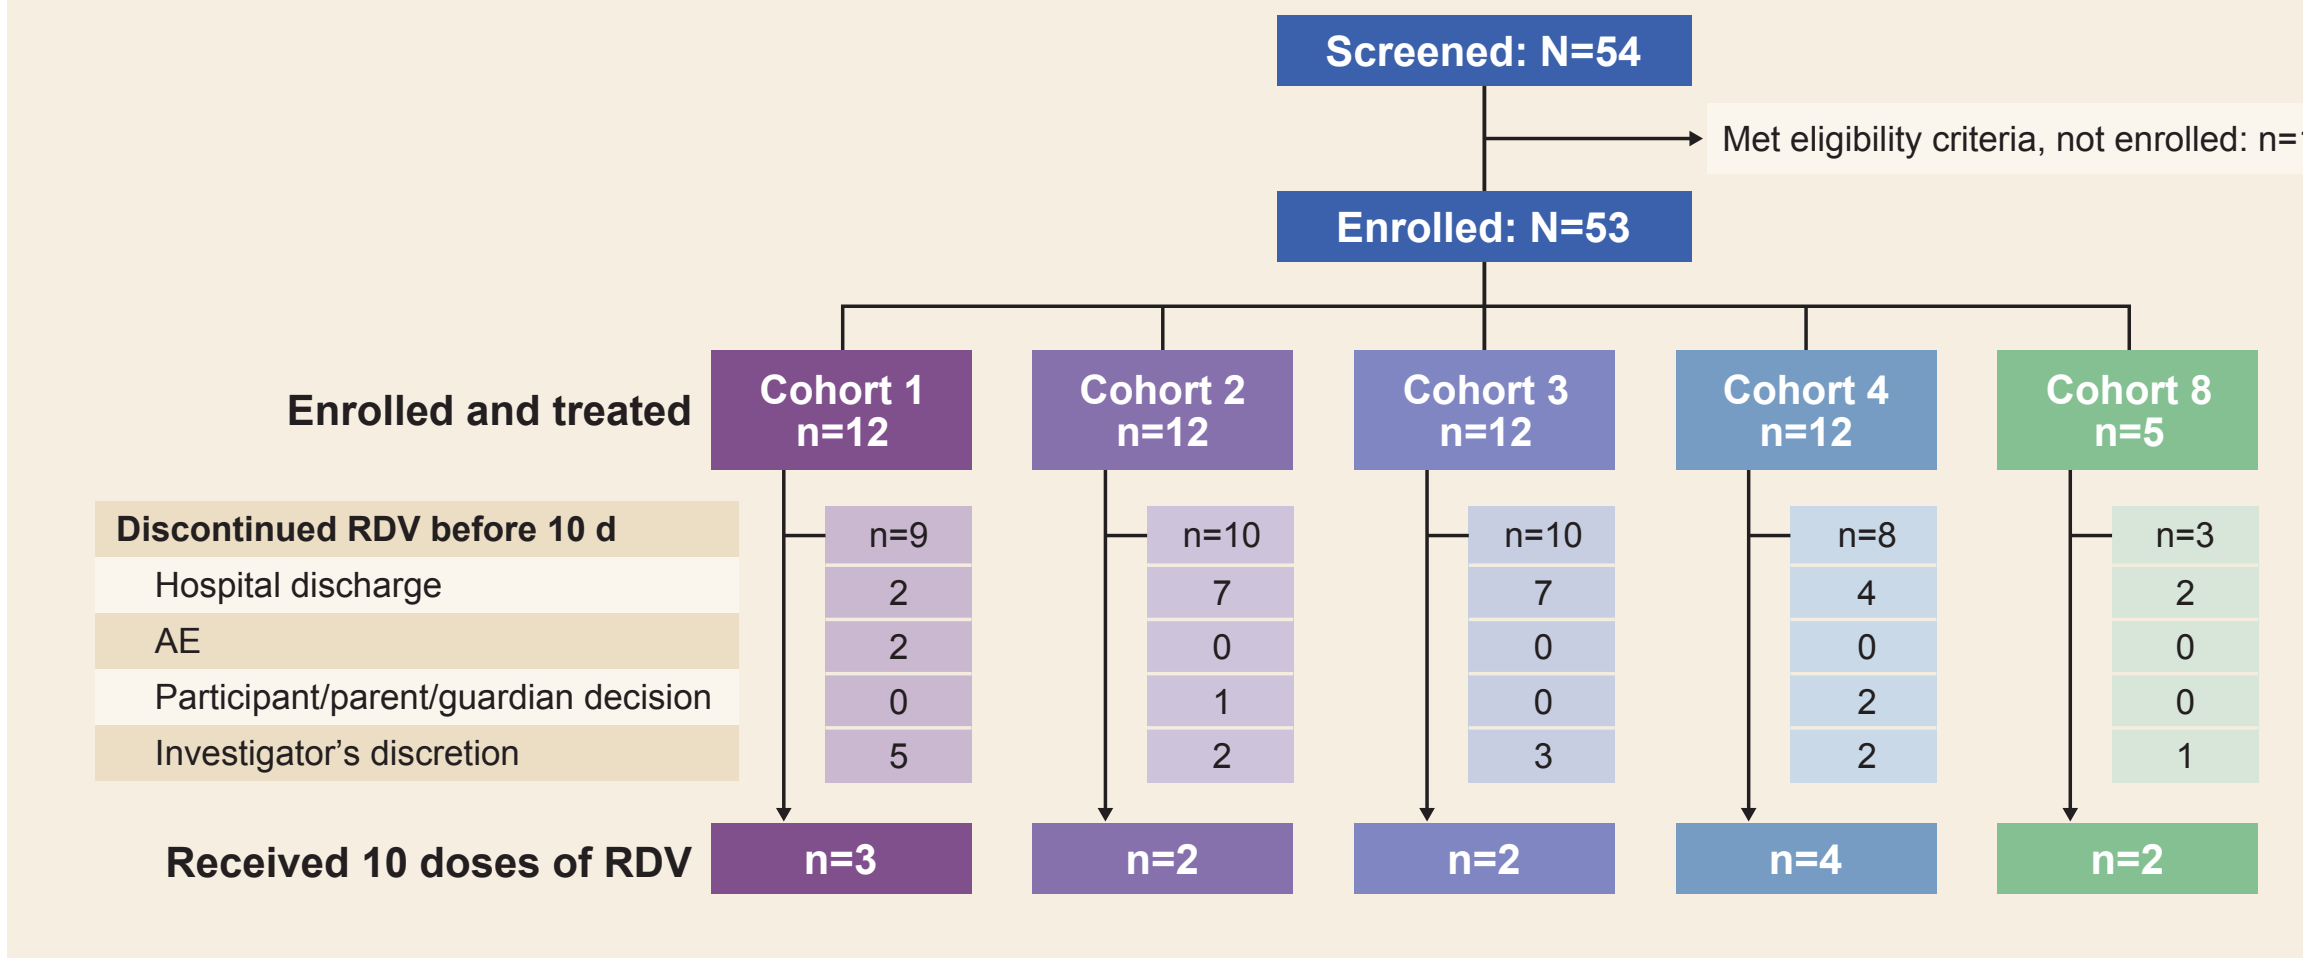 Screened: N=54
Met eligibility criteria, not enrolled: n=
Enrolled: N=53
Enrolled and treated
Cohort 1
n=12
Cohort 2
n=12
Cohort 3
n=12
Cohort 4
n=12
Cohort 8
n=5
Discontinued RDV before 10 d n=9 n=10 n=10 n=8 n=3
Hospital discharge 2 7 7 4 2
AE 2 0 0 0 0
Participant/parent/guardian decision 0 1 0 2 0
Investigator’s discretion 5 2 3 2 1
Received 10 doses of RDV n=3 n=2 n=2 n=4 n=2